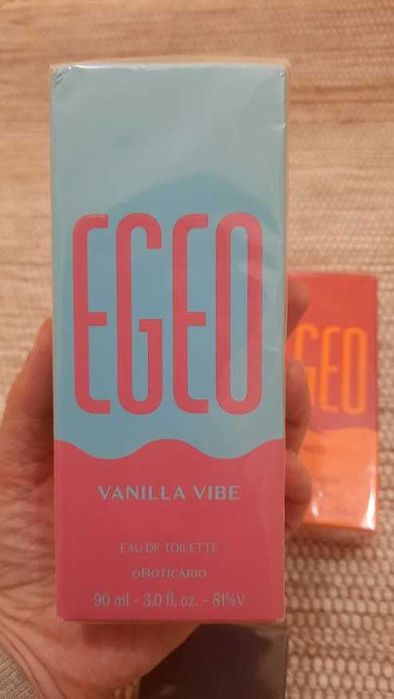 EGEO
VANILLA VIBE
EAU DE TOILETTE
oBOTICÁRIO
90 ml - 3.0 fl. oz. - 81%V
GEO